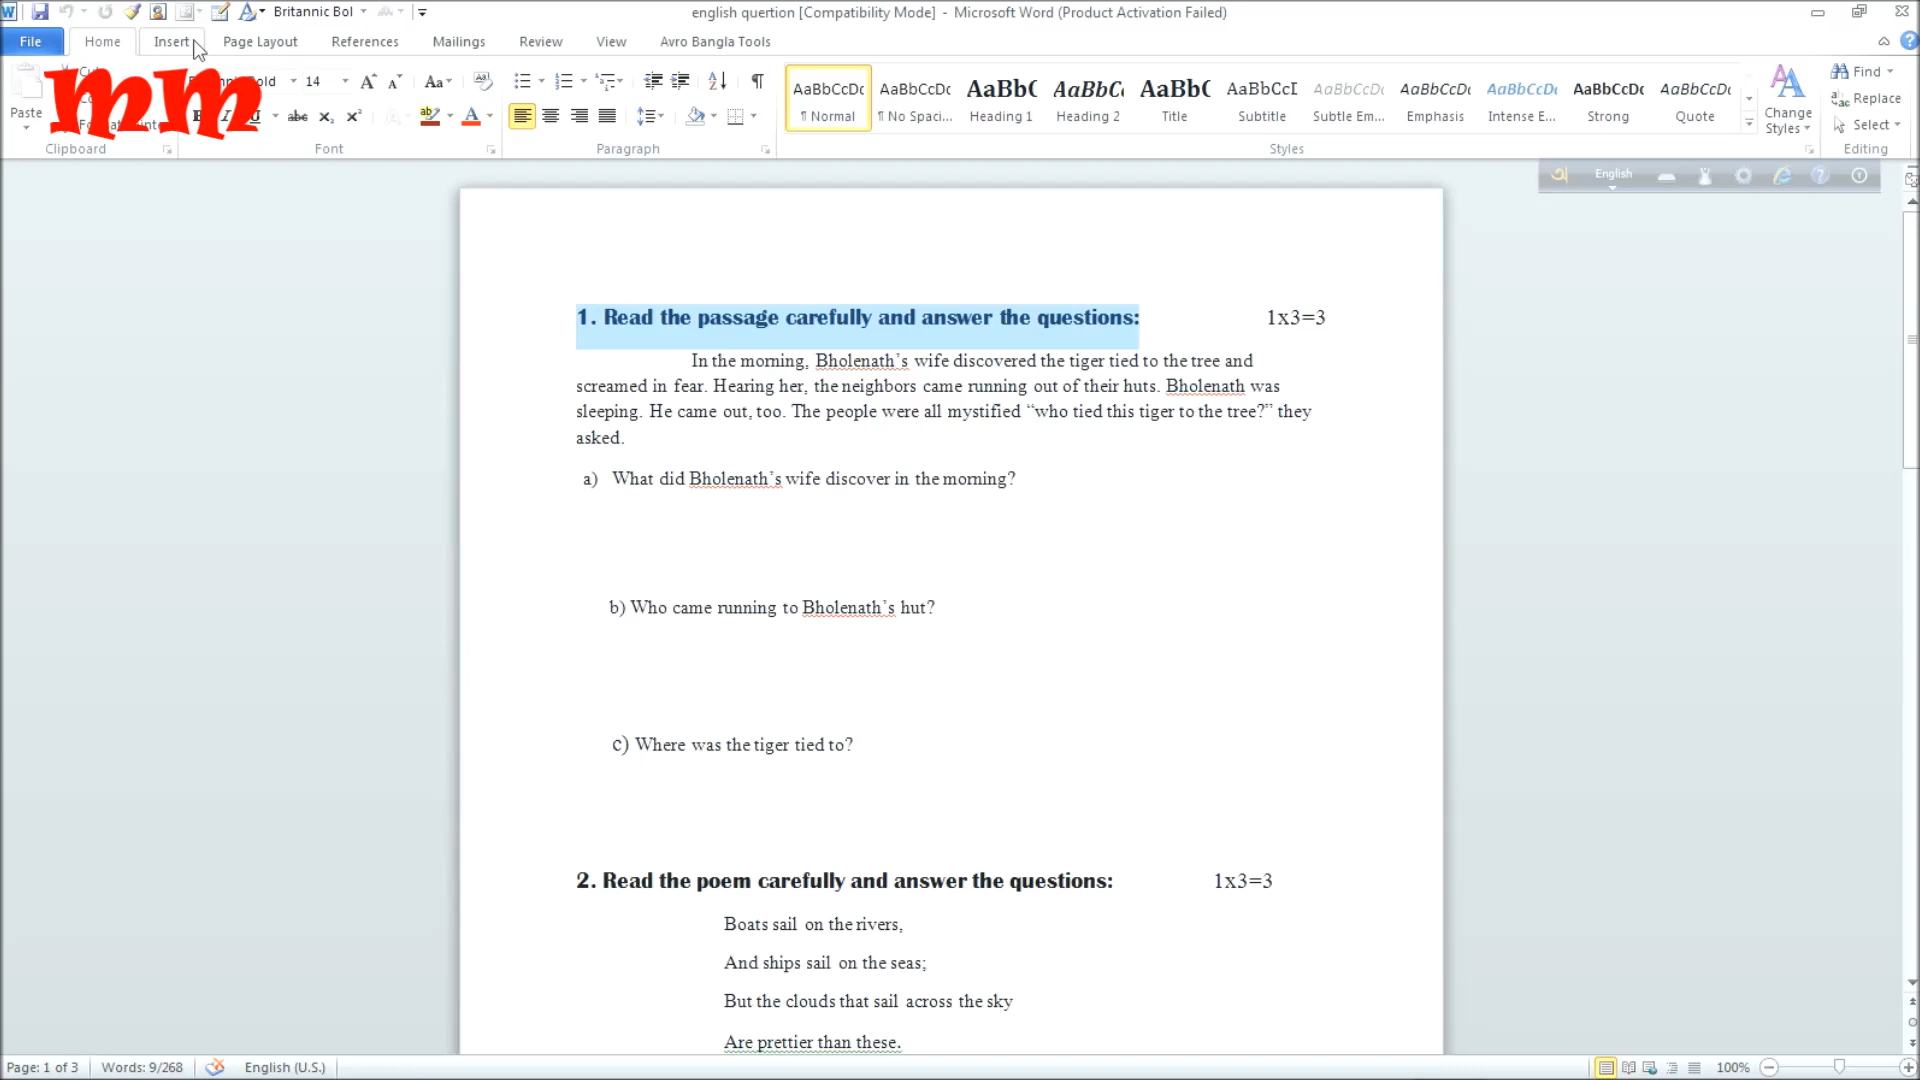 Britannic Bol
english quertion [Compatibility Mode] - Microsoft Word (Product Activation Failed)
File Home Insert Page Layout References Mailings Review View Avro Bangla Tools
mm
Paste
14
Aa
AaBbCcDc AaBbCcDc AaBbC AaBbC AaBbC AaBbCcI AaBbCcDc AaBbCcDc AaBbCcDc AaBbCcDc AaBbCcDc
¶ Normal ¶ No Spaci... Heading 1 Heading 2 Title Subtitle Subtle Em... Emphasis Intense E... Strong Quote
Change Styles
Find
Replace
Select
Clipboard Font Paragraph Styles Editing
English
1. Read the passage carefully and answer the questions: 1x3=3
In the morning, Bholenath’s wife discovered the tiger tied to the tree and
screamed in fear. Hearing her, the neighbors came running out of their huts. Bholenath was
sleeping. He came out, too. The people were all mystified “who tied this tiger to the tree?” they
asked.
a) What did Bholenath’s wife discover in the morning?
b) Who came running to Bholenath’s hut?
c) Where was the tiger tied to?
2. Read the poem carefully and answer the questions: 1x3=3
Boats sail on the rivers,
And ships sail on the seas;
But the clouds that sail across the sky
Are prettier than these.
Page: 1 of 3 Words: 9/268 English (U.S.) 100%